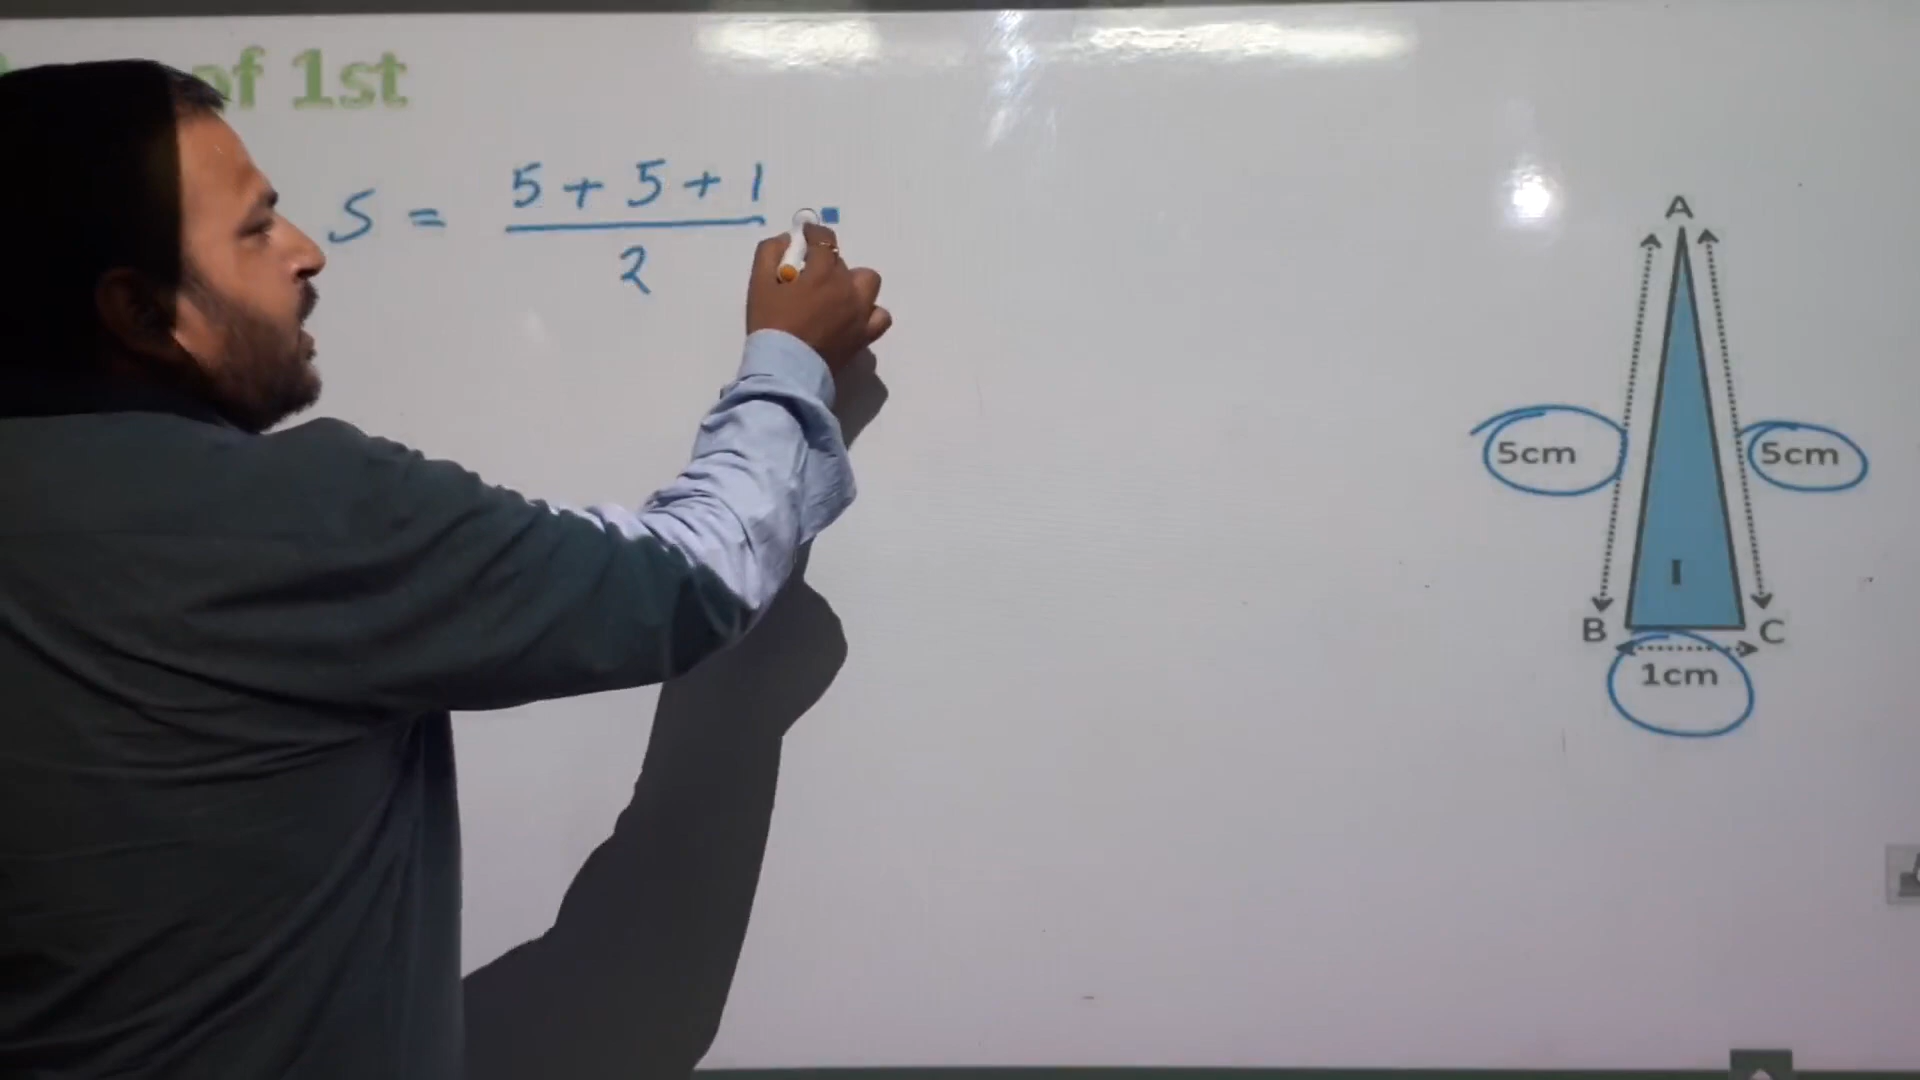 of 1st
S = 5 + 5 + 1
2
A
5cm
5cm
I
B
C
1cm